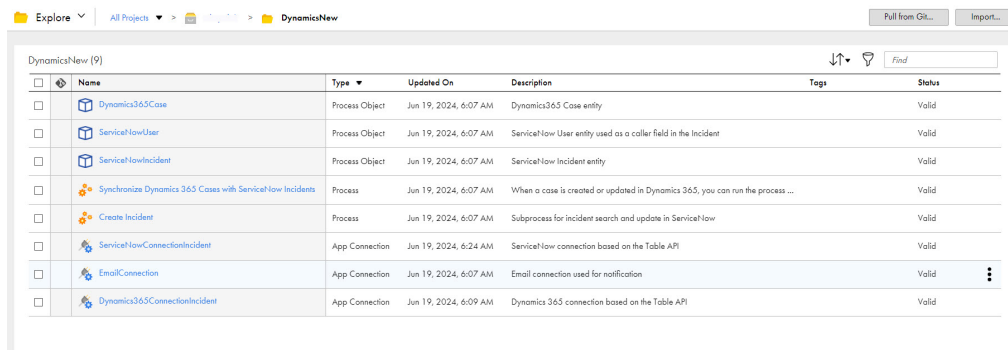 Explore All Projects > > DynamicsNew Pull from Git... Import...
DynamicsNew (9) Find
Name Type Updated On Description Tags Status
Dynamics365Case Process Object Jun 19, 2024, 6:07 AM Dynamics365 Case entity Valid
ServiceNowUser Process Object Jun 19, 2024, 6:07 AM ServiceNow User entity used as a caller field in the Incident Valid
ServiceNowIncident Process Object Jun 19, 2024, 6:07 AM ServiceNow Incident entity Valid
Synchronize Dynamics 365 Cases with ServiceNow Incidents Process Jun 19, 2024, 6:07 AM When a case is created or updated in Dynamics 365, you can run the process ... Valid
Create Incident Process Jun 19, 2024, 6:07 AM Subprocess for incident search and update in ServiceNow Valid
ServiceNowConnectionIncident App Connection Jun 19, 2024, 6:24 AM ServiceNow connection based on the Table API Valid
EmailConnection App Connection Jun 19, 2024, 6:07 AM Email connection used for notification Valid
Dynamics365ConnectionIncident App Connection Jun 19, 2024, 6:09 AM Dynamics 365 connection based on the Table API Valid